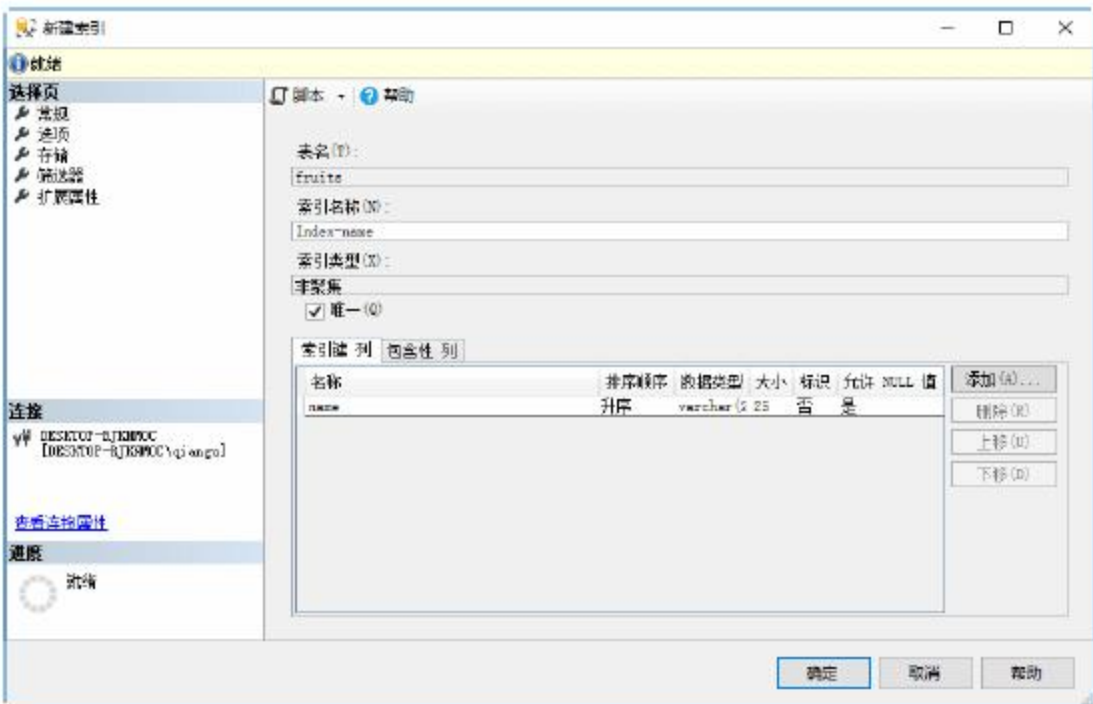 新建索引
就绪
选择页
常规
选项
存储
筛选器
扩展属性
脚本 帮助
表名(T):
fruits
索引名称(N):
Index-name
索引类型(X):
非聚集
唯一(Q)
索引键 列 包含性 列
名称 排序顺序 数据类型 大小 标识 允许 NULL 值
name 升序 varchar(2 25 否 是
添加(A)...
删除(R)
上移(U)
下移(D)
连接
查看连接属性
进度
就绪
确定 取消 帮助